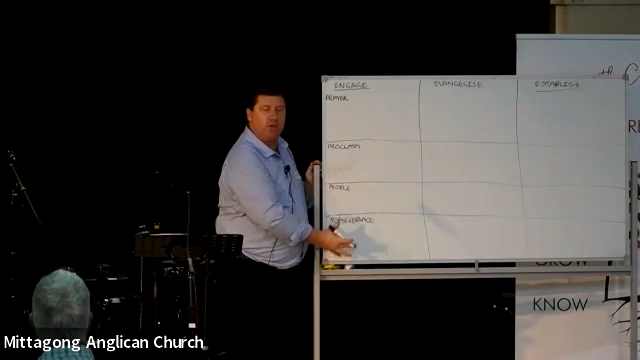 ENGAGE EVANGELISE ESTABLISH
PRAYER
PROCLAIM
PEOPLE
PERSEVERANCE
GROW
KNOW
Mittagong Anglican Church